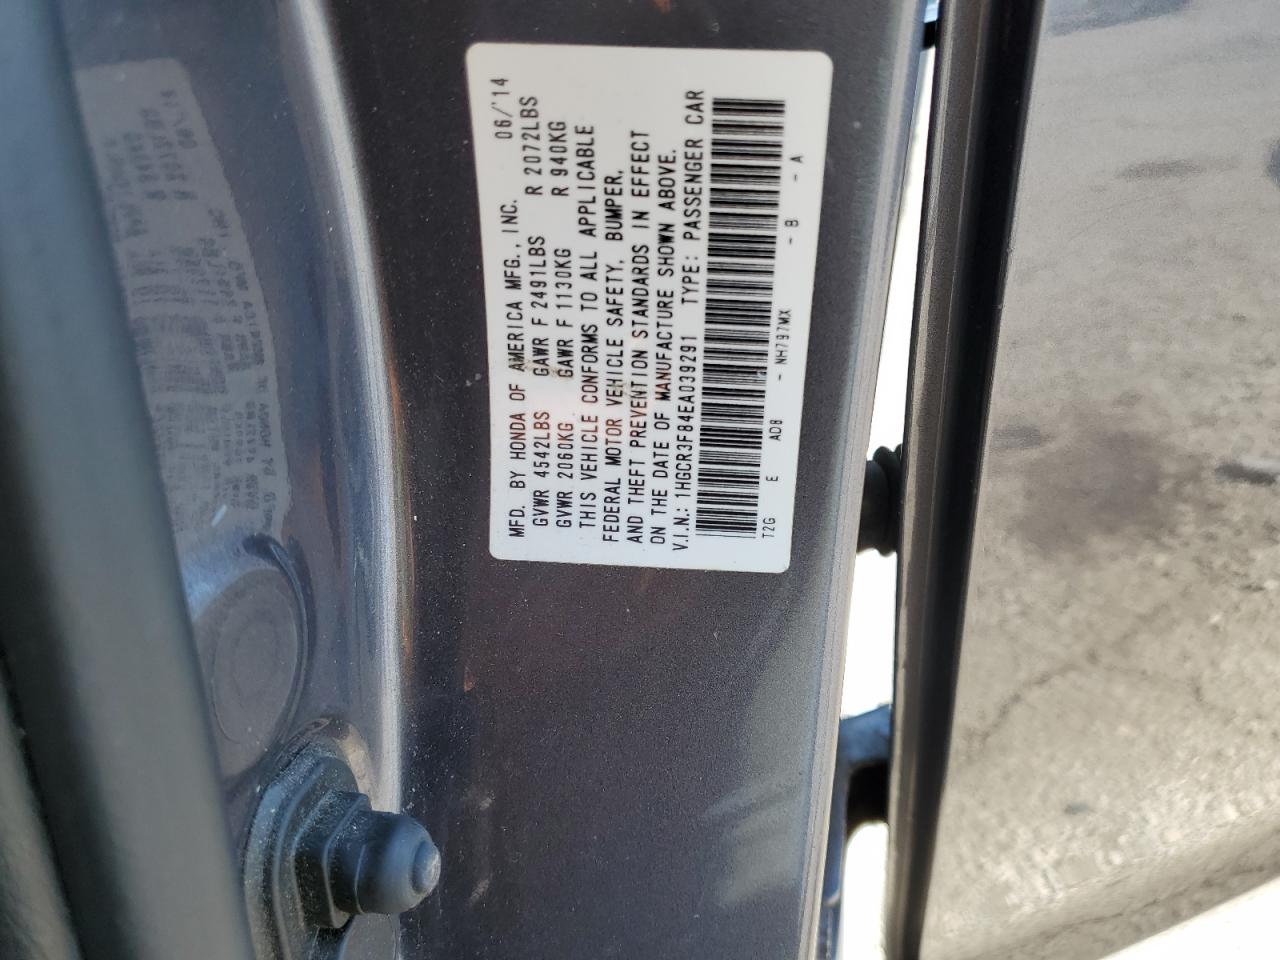 MFD. BY HONDA OF AMERICA MFG., INC. 06/'14
GVWR 4542LBS GAWR F 2491LBS R 2072LBS
GVWR 2060KG GAWR F 1130KG R 940KG
THIS VEHICLE CONFORMS TO ALL APPLICABLE
FEDERAL MOTOR VEHICLE SAFETY, BUMPER,
AND THEFT PREVENTION STANDARDS IN EFFECT
ON THE DATE OF MANUFACTURE SHOWN ABOVE.
V.I.N.: 1HGCR3F84EA039291 TYPE: PASSENGER CAR
T2G E AD8 - NH797MX - B - A